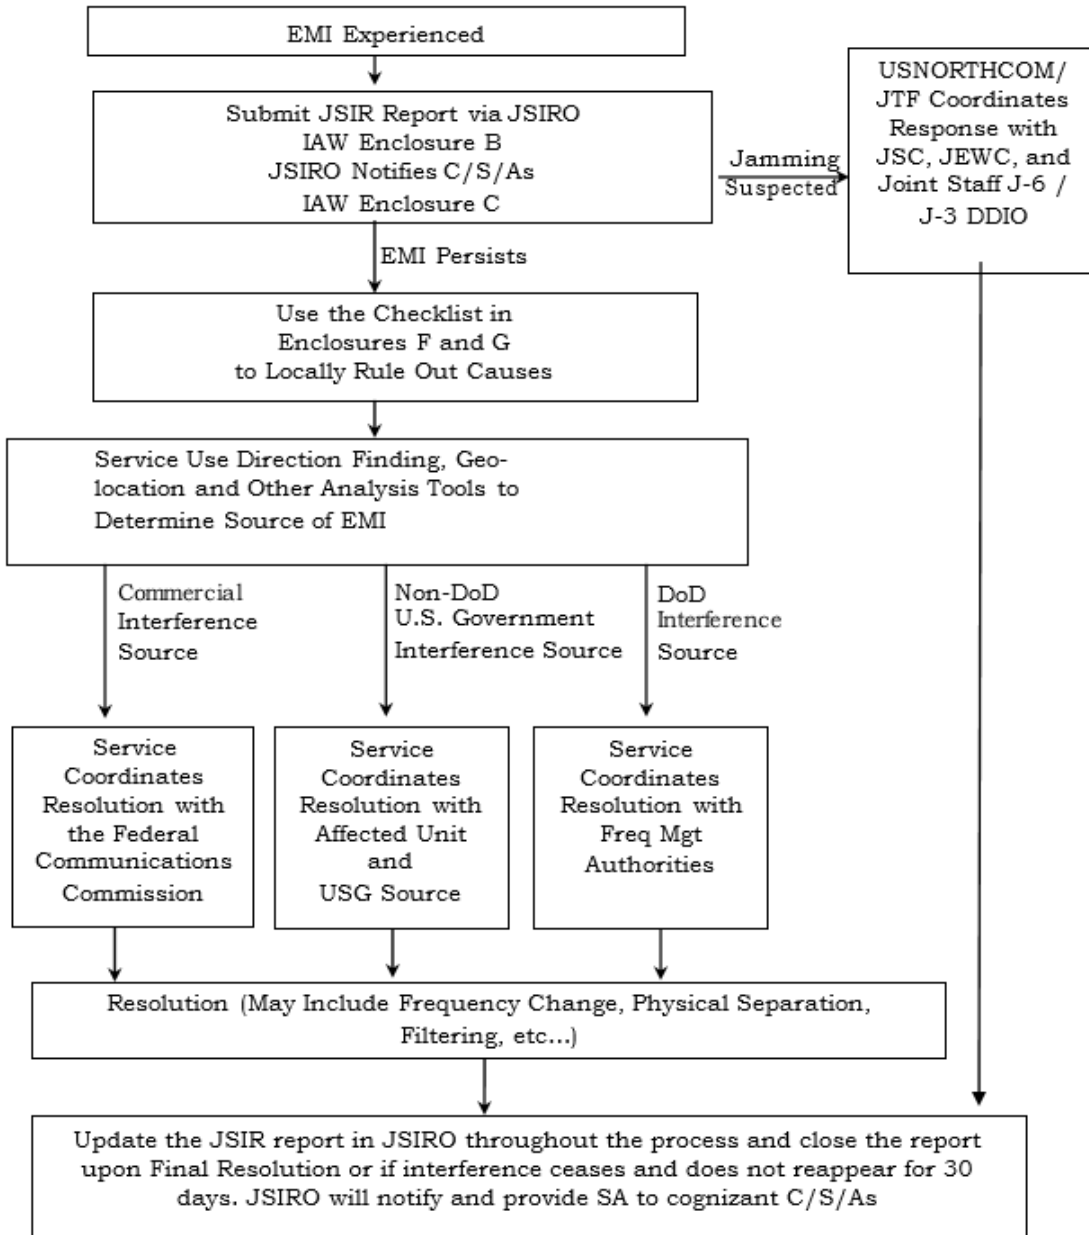 EMI Experienced
Submit JSIR Report via JSIRO
IAW Enclosure B
JSIRO Notifies C/S/As
IAW Enclosure C
Jamming
Suspected
USNORTHCOM/
JTF Coordinates
Response with
JSC, JEWC, and
Joint Staff J-6 /
J-3 DDIO
EMI Persists
Use the Checklist in
Enclosures F and G
to Locally Rule Out Causes
Service Use Direction Finding, Geo-
location and Other Analysis Tools to
Determine Source of EMI
Commercial
Interference
Source
Non-DoD
U.S. Government
Interference Source
DoD
Interference
Source
Service
Coordinates
Resolution with
the Federal
Communications
Commission
Service
Coordinates
Resolution with
Affected Unit
and
USG Source
Service
Coordinates
Resolution with
Freq Mgt
Authorities
Resolution (May Include Frequency Change, Physical Separation,
Filtering, etc...)
Update the JSIR report in JSIRO throughout the process and close the report
upon Final Resolution or if interference ceases and does not reappear for 30
days. JSIRO will notify and provide SA to cognizant C/S/As